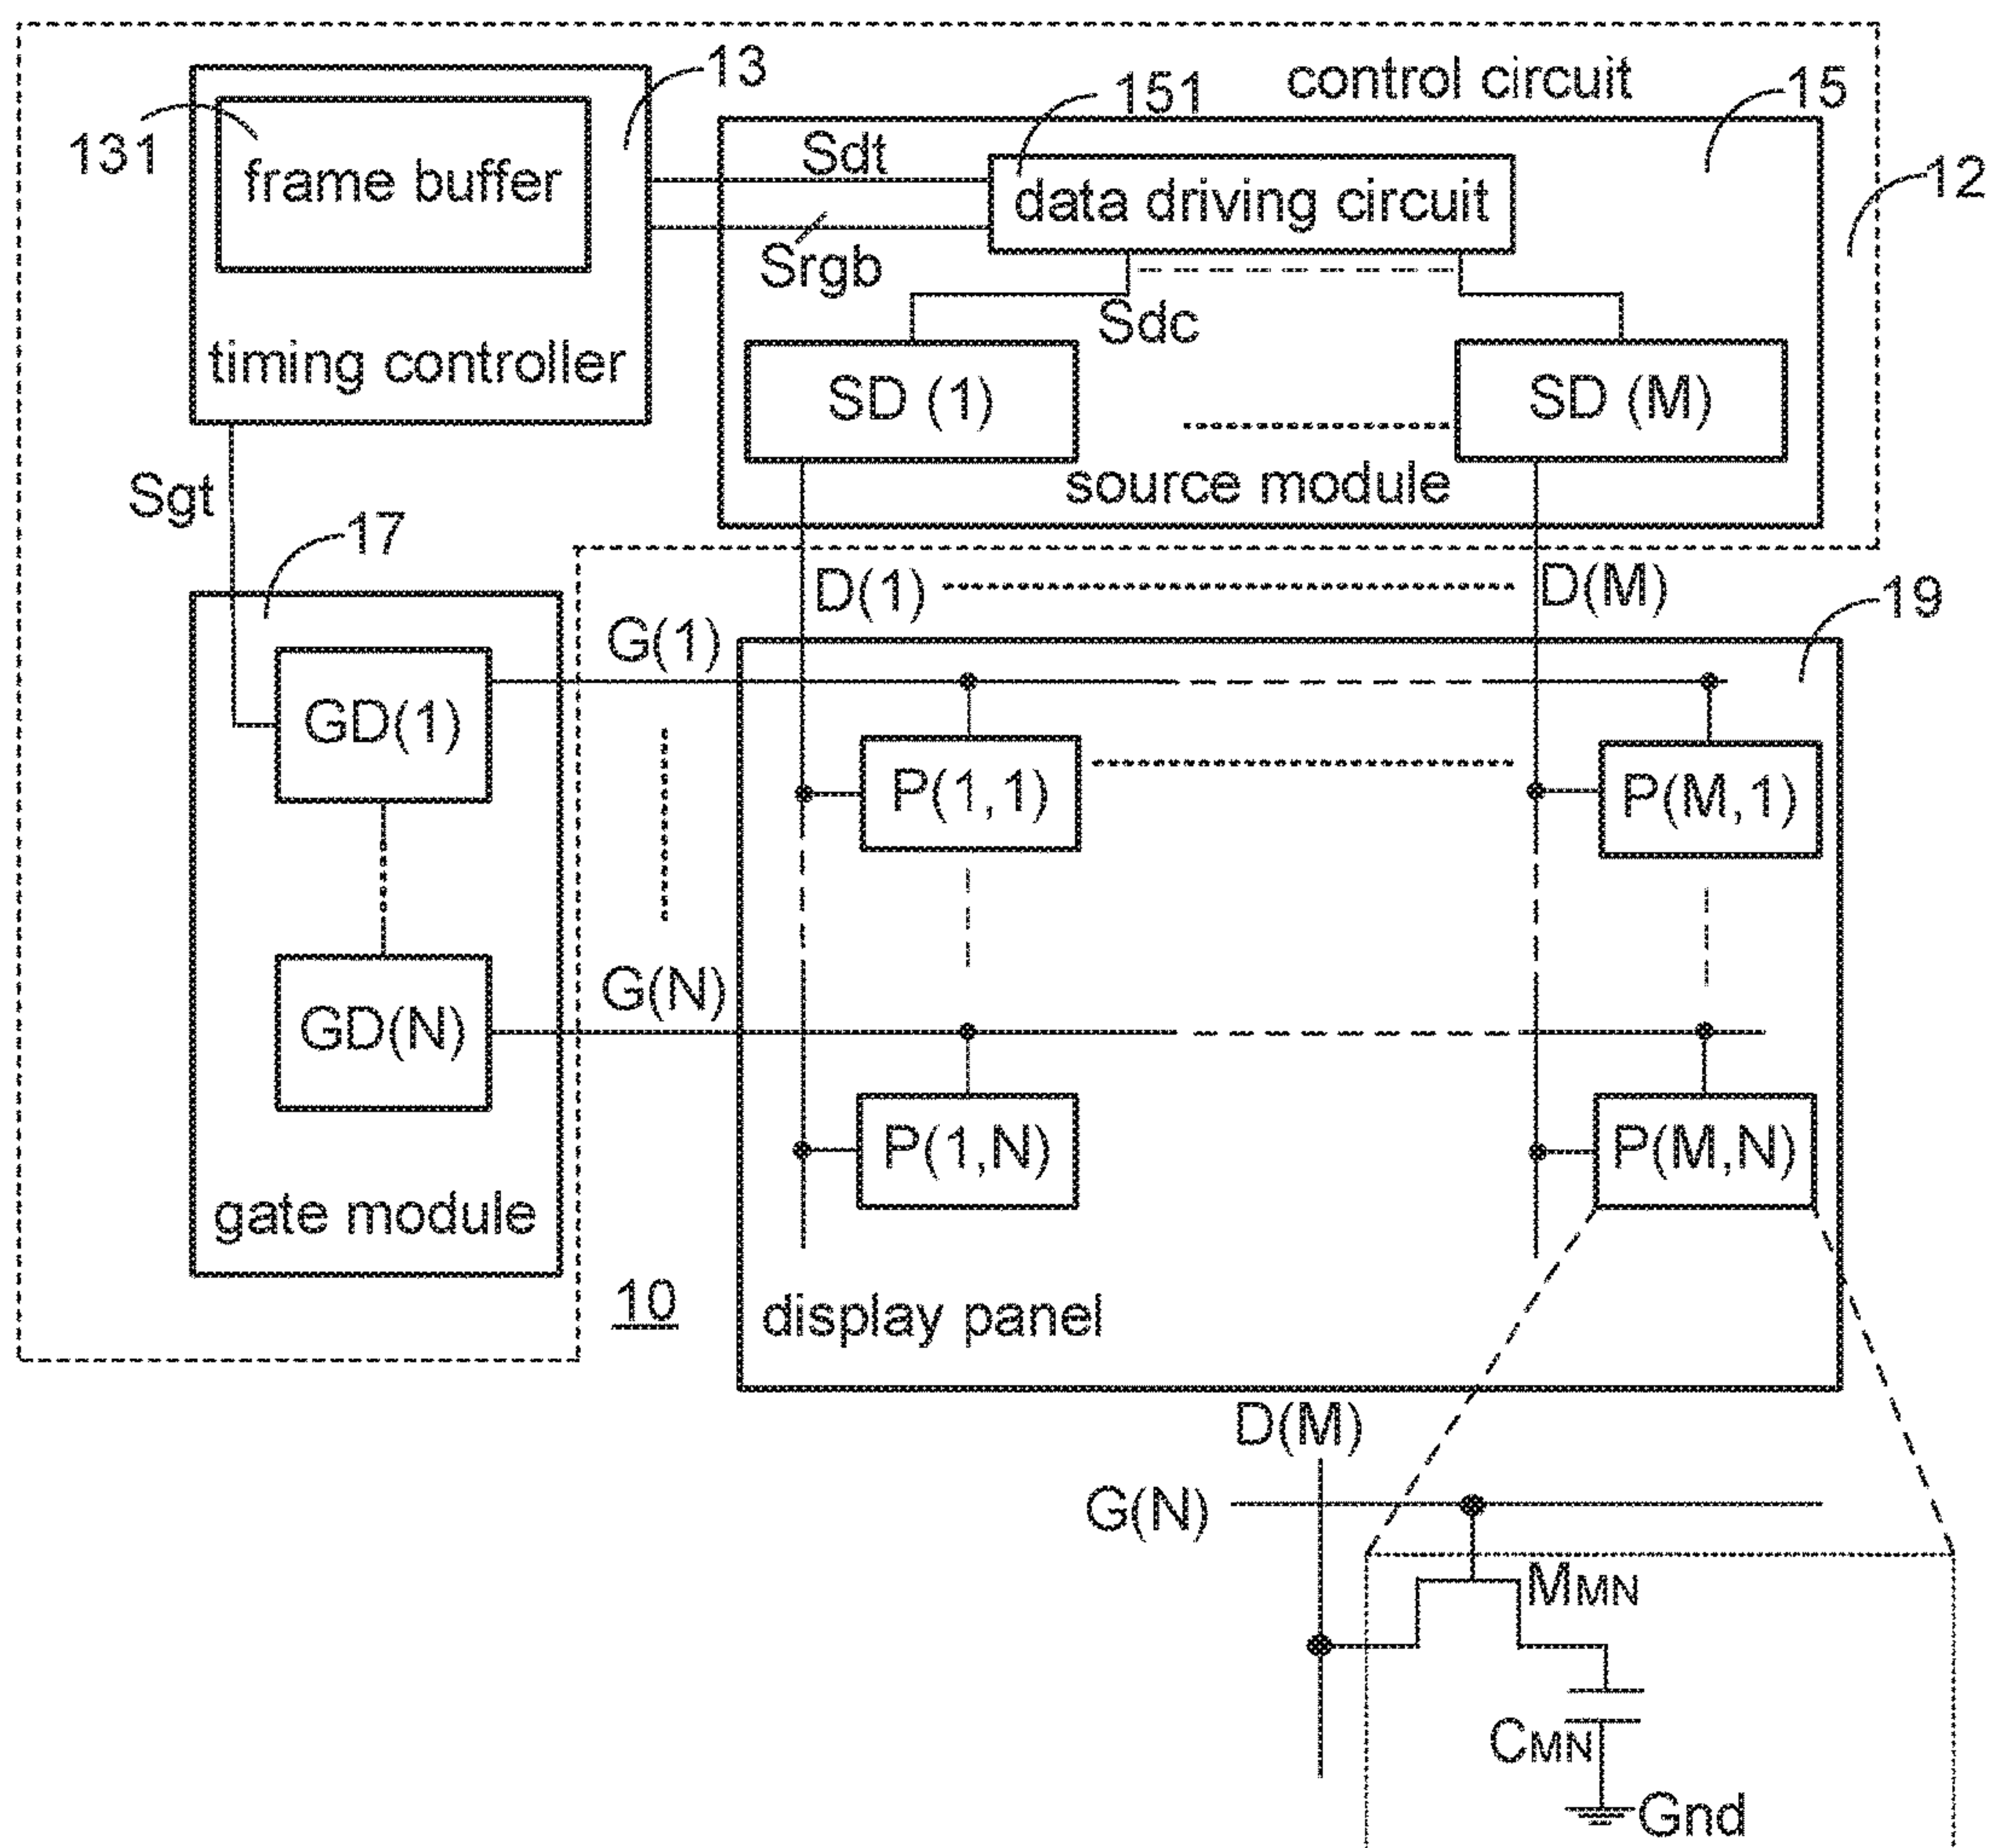 13
control circuit
15
151
131
frame buffer
Sdt
data driving circuit
12
Srgb
Sdc
timing controller
SD (1)
SD (M)
source module
Sgt
17
D(1)
D(M)
19
G(1)
GD(1)
P(1,1)
P(M,1)
G(N)
GD(N)
P(1,N)
P(M,N)
gate module
10
display panel
D(M)
G(N)
MMN
CMN
Gnd